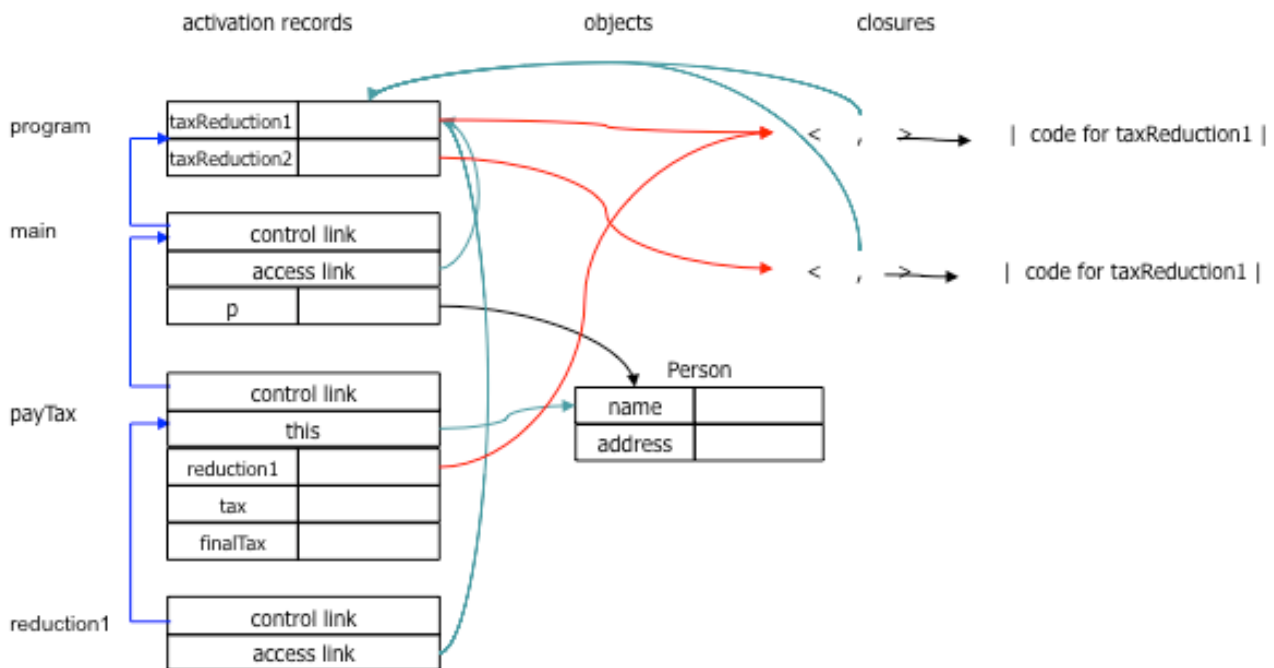 activation records objects closures
program taxReduction1 < , > | code for taxReduction1 |
taxReduction2
main control link
access link < , > | code for taxReduction1 |
p
Person
control link name
payTax this address
reduction1
tax
finalTax
reduction1 control link
access link